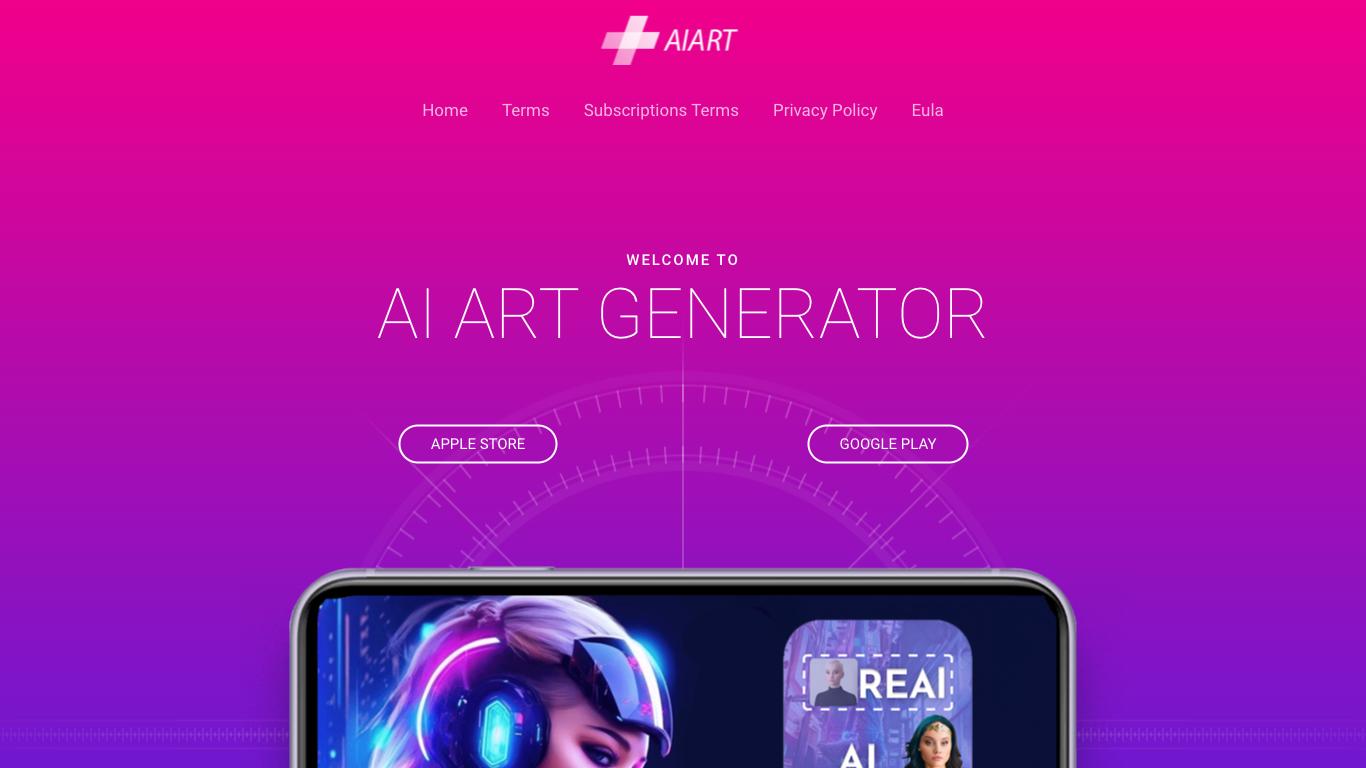 AIART
Home Terms Subscriptions Terms Privacy Policy Eula
WELCOME TO
AI ART GENERATOR
APPLE STORE GOOGLE PLAY
REAl
AI